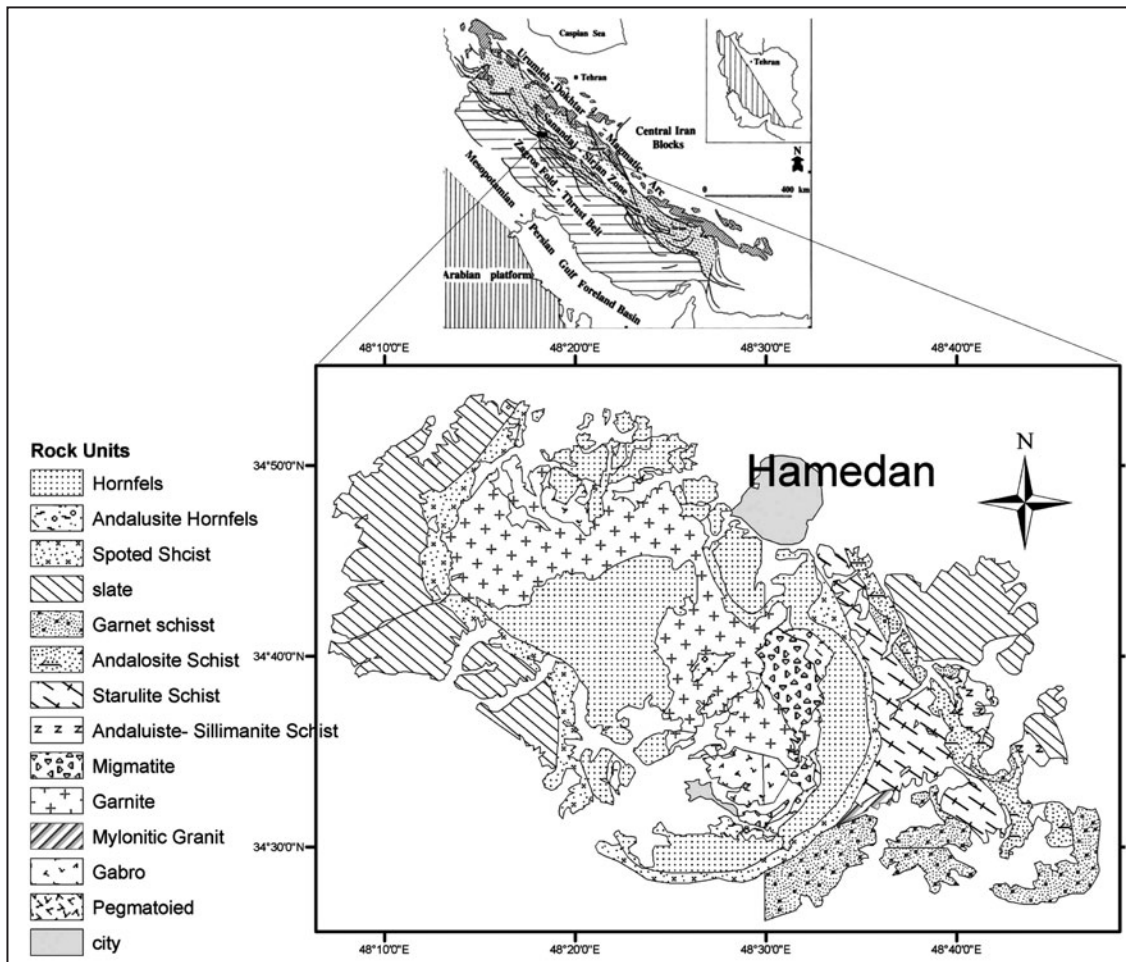 Caspian Sea
Tehran
Tehran
Urumieh - Dokhtar - Magmatic - Arc
Central Iran
Blocks
N
0 400 km
Sanandaj - Sirjan Zone
Zagros Fold - Thrust Belt
Mesopotamian Persian Gulf Foreland Basin
Arabian platform
48°10'0"E 48°20'0"E 48°30'0"E 48°40'0"E
Rock Units
Hornfels
Andalusite Hornfels
Spoted Shcist
slate
Garnet schisst
Andalosite Schist
Starulite Schist
Andaluiste- Sillimanite Schist
Migmatite
Garnite
Mylonitic Granit
Gabro
Pegmatoied
city
34°50'0"N
34°40'0"N
34°30'0"N
Hamedan
N
48°10'0"E 48°20'0"E 48°30'0"E 48°40'0"E